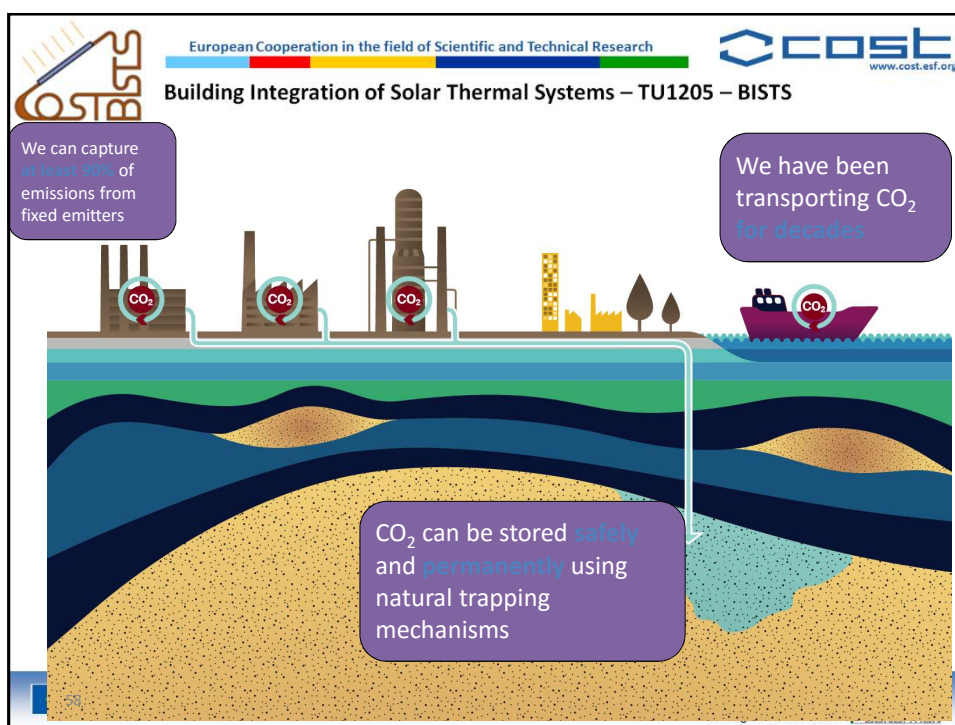 European Cooperation in the field of Scientific and Technical Research
COST
BISTS
cost
www.cost.esf.org
Building Integration of Solar Thermal Systems – TU1205 – BISTS
We can capture
at least 90% of
emissions from
fixed emitters
We have been
transporting CO₂
for decades
CO₂
CO₂
CO₂
CO₂
CO₂ can be stored safely
and permanently using
natural trapping
mechanisms
58